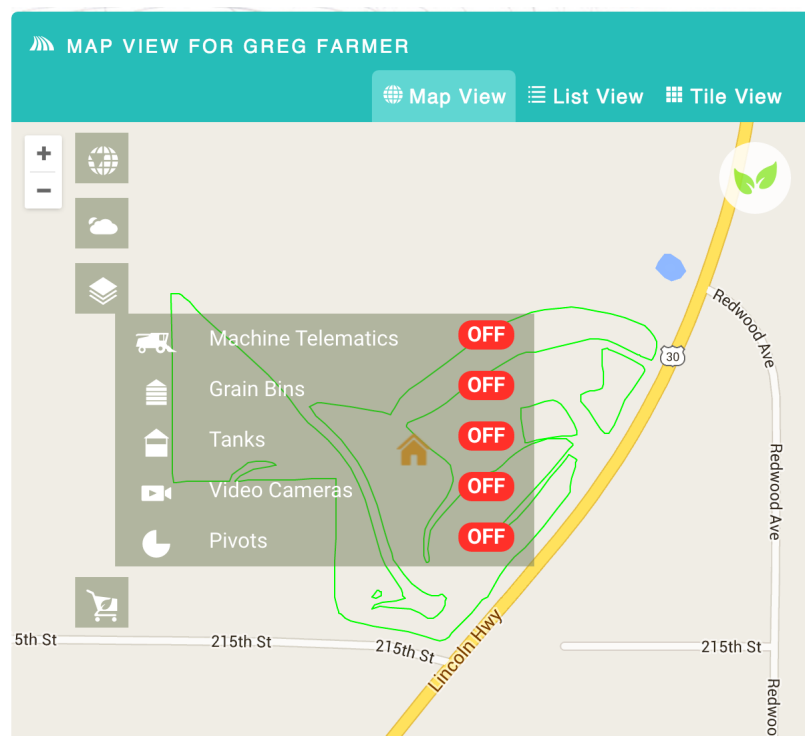 MAP VIEW FOR GREG FARMER
Map View
List View
Tile View
+
−
Redwood Ave
30
Machine Telematics OFF
Grain Bins OFF
Tanks OFF
Redwood Ave
Video Cameras OFF
Pivots OFF
5th St
215th St
215th St
Lincoln Hwy
215th St
Redwoo